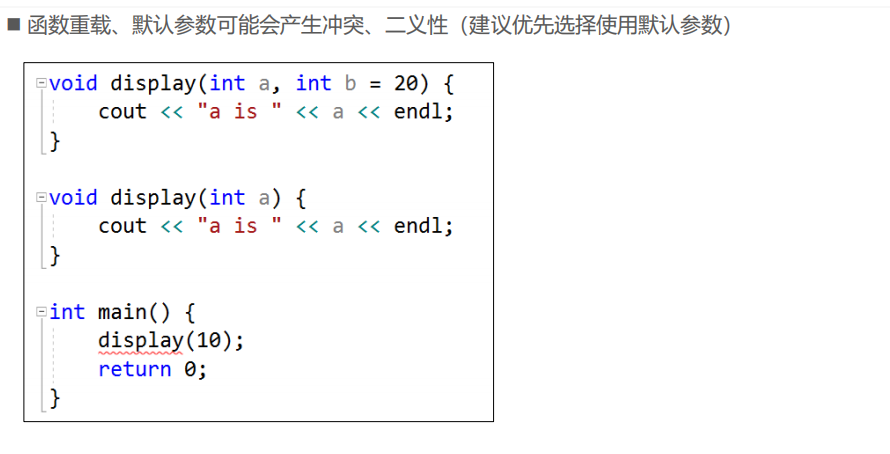 ■ 函数重载、默认参数可能会产生冲突、二义性（建议优先选择使用默认参数）
void display(int a, int b = 20) {
    cout << "a is " << a << endl;
}
void display(int a) {
    cout << "a is " << a << endl;
}
int main() {
    display(10);
    return 0;
}